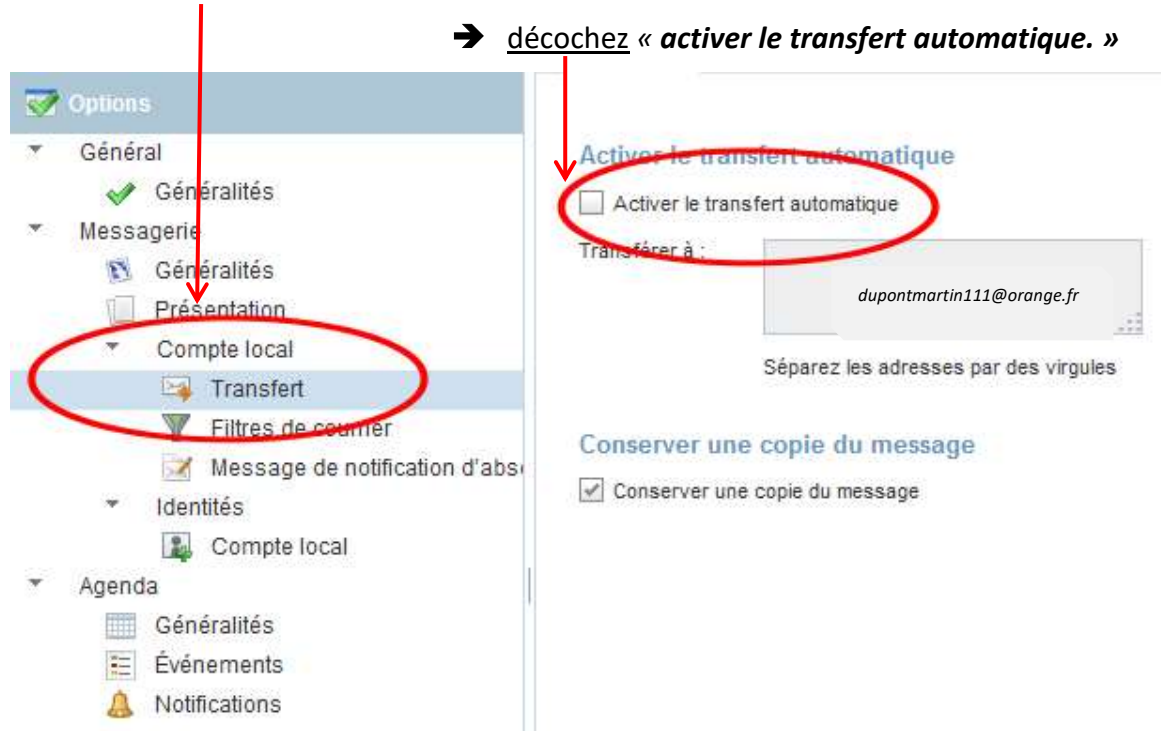 ➔ décochez « activer le transfert automatique. »
Options
Général
Généralités
Messagerie
Généralités
Présentation
Compte local
Transfert
Filtres de courrier
Message de notification d'abs
Identités
Compte local
Agenda
Généralités
Événements
Notifications
Activer le transfert automatique
Activer le transfert automatique
Transférer à :
dupontmartin111@orange.fr
Séparez les adresses par des virgules
Conserver une copie du message
Conserver une copie du message